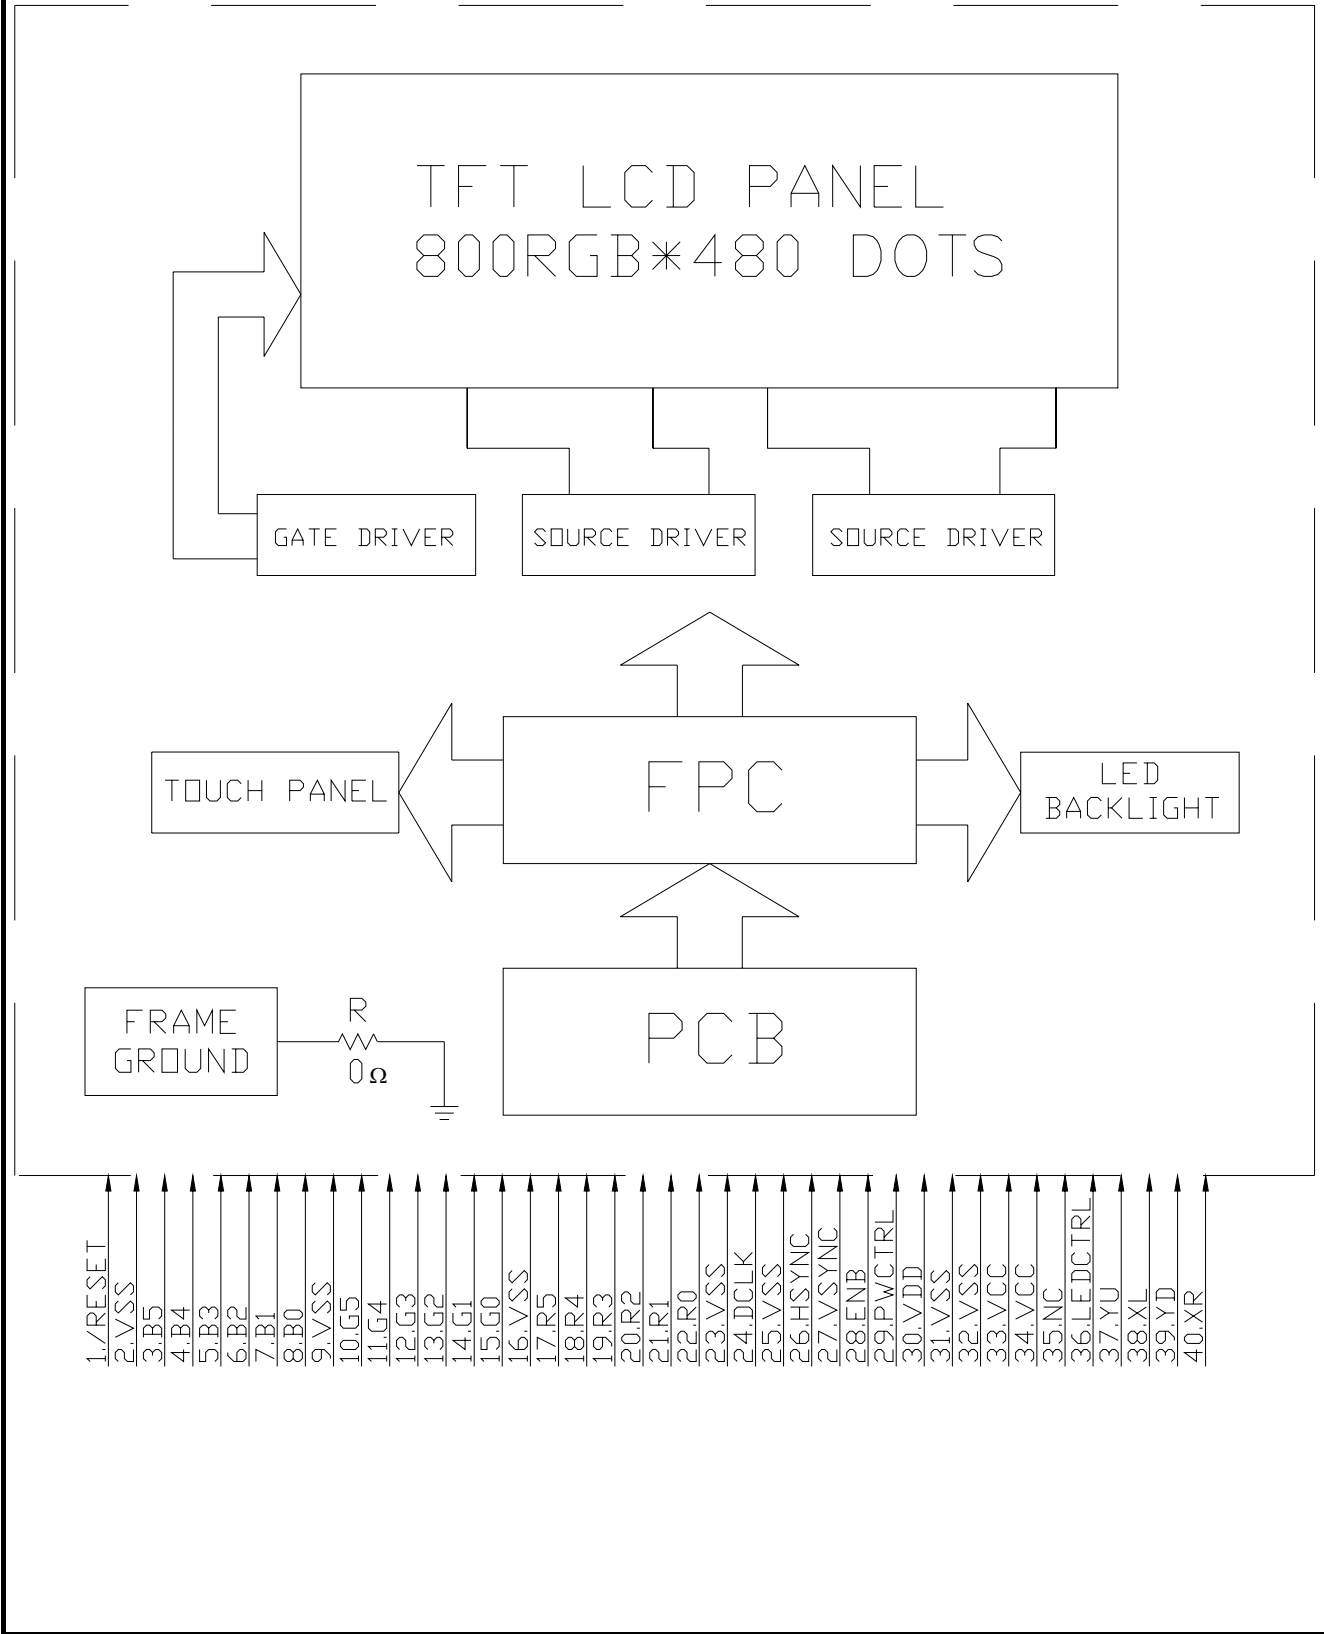 TFT LCD PANEL
800RGB*480 DOTS
GATE DRIVER
SOURCE DRIVER
SOURCE DRIVER
FPC
TOUCH PANEL
LED
BACKLIGHT
PCB
FRAME
GROUND
R
0Ω
1./RESET
2.VSS
3.B5
4.B4
5.B3
6.B2
7.B1
8.B0
9.VSS
10.G5
11.G4
12.G3
13.G2
14.G1
15.G0
16.VSS
17.R5
18.R4
19.R3
20.R2
21.R1
22.R0
23.VSS
24.DCLK
25.VSS
26.HSYNC
27.VSYNC
28.ENB
29.PWCTRL
30.VDD
31.VSS
32.VSS
33.VCC
34.VCC
35.NC
36.LEDCTRL
37.YU
38.XL
39.YD
40.XR